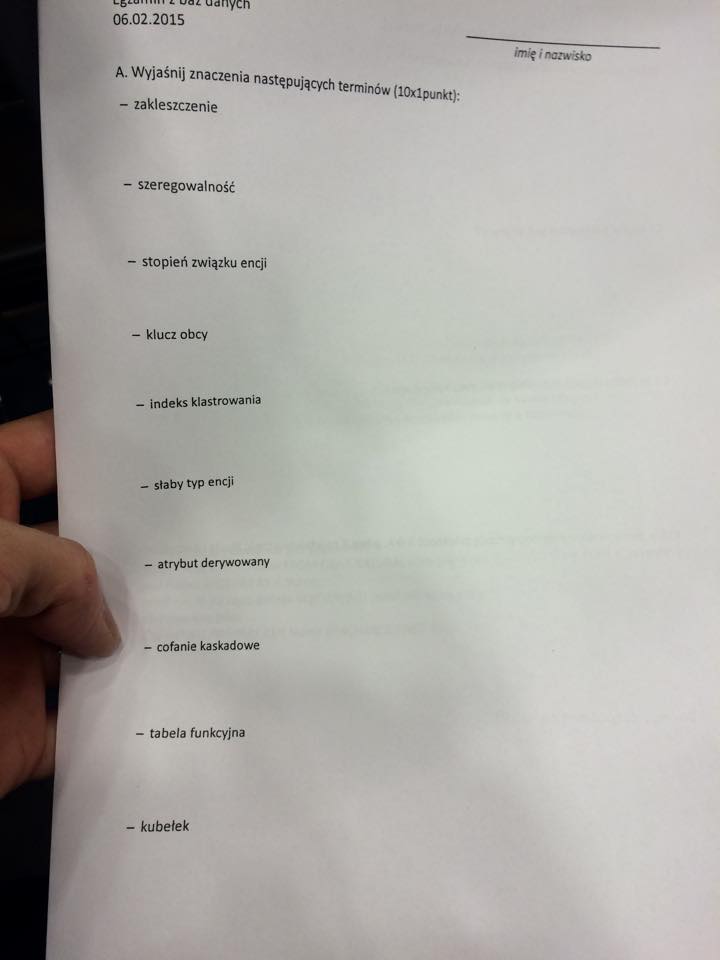 Egzamin z baz danych
06.02.2015
imię i nazwisko
A. Wyjaśnij znaczenia następujących terminów (10x1punkt):
– zakleszczenie
– szeregowalność
– stopień związku encji
– klucz obcy
– indeks klastrowania
– słaby typ encji
– atrybut derywowany
– cofanie kaskadowe
– tabela funkcyjna
– kubełek